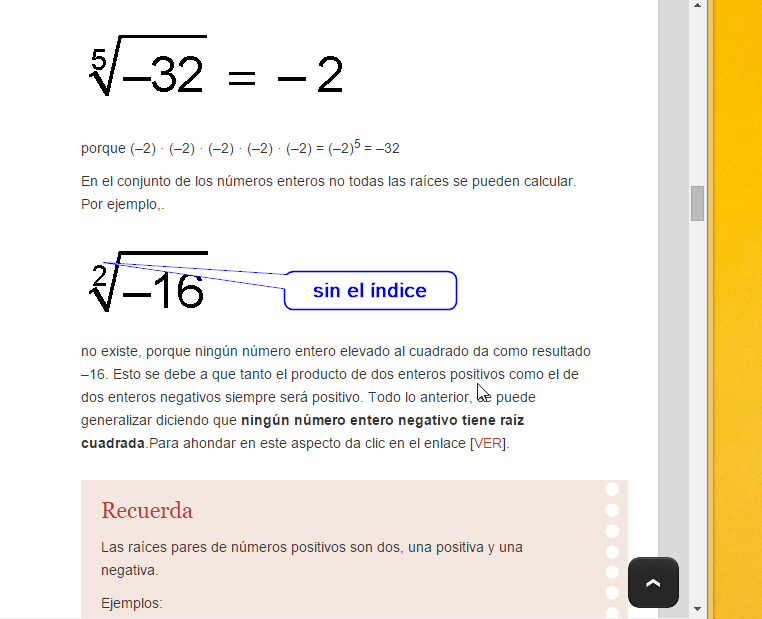 ⁵√–32 = –2
porque (–2) · (–2) · (–2) · (–2) · (–2) = (–2)⁵ = –32
En el conjunto de los números enteros no todas las raíces se pueden calcular.
Por ejemplo,.
²√–16
sin el índice
no existe, porque ningún número entero elevado al cuadrado da como resultado
–16. Esto se debe a que tanto el producto de dos enteros positivos como el de
dos enteros negativos siempre será positivo. Todo lo anterior, se puede
generalizar diciendo que ningún número entero negativo tiene raíz
cuadrada.Para ahondar en este aspecto da clic en el enlace [VER].
Recuerda
Las raíces pares de números positivos son dos, una positiva y una
negativa.
Ejemplos: